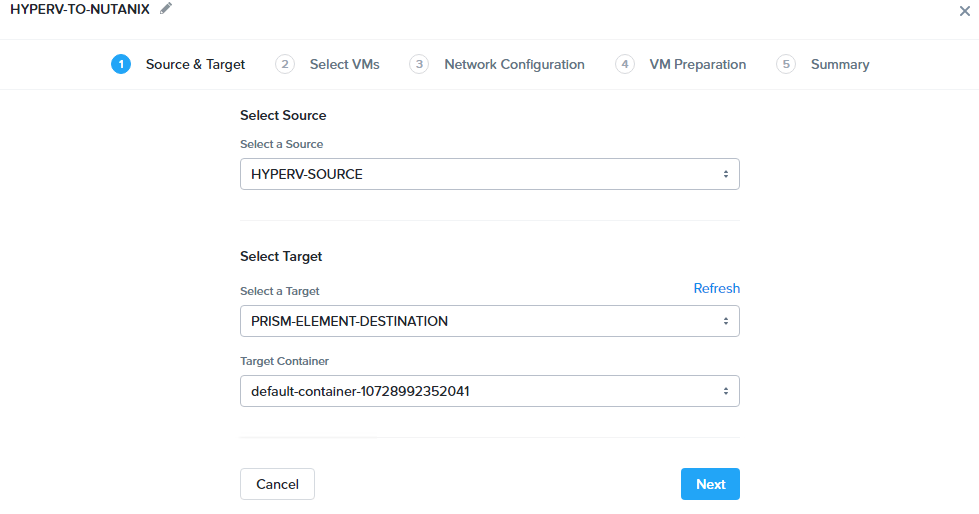 HYPERV-TO-NUTANIX
1 Source & Target 2 Select VMs 3 Network Configuration 4 VM Preparation 5 Summary
Select Source
Select a Source
HYPERV-SOURCE
Select Target
Select a Target Refresh
PRISM-ELEMENT-DESTINATION
Target Container
default-container-10728992352041
Cancel Next